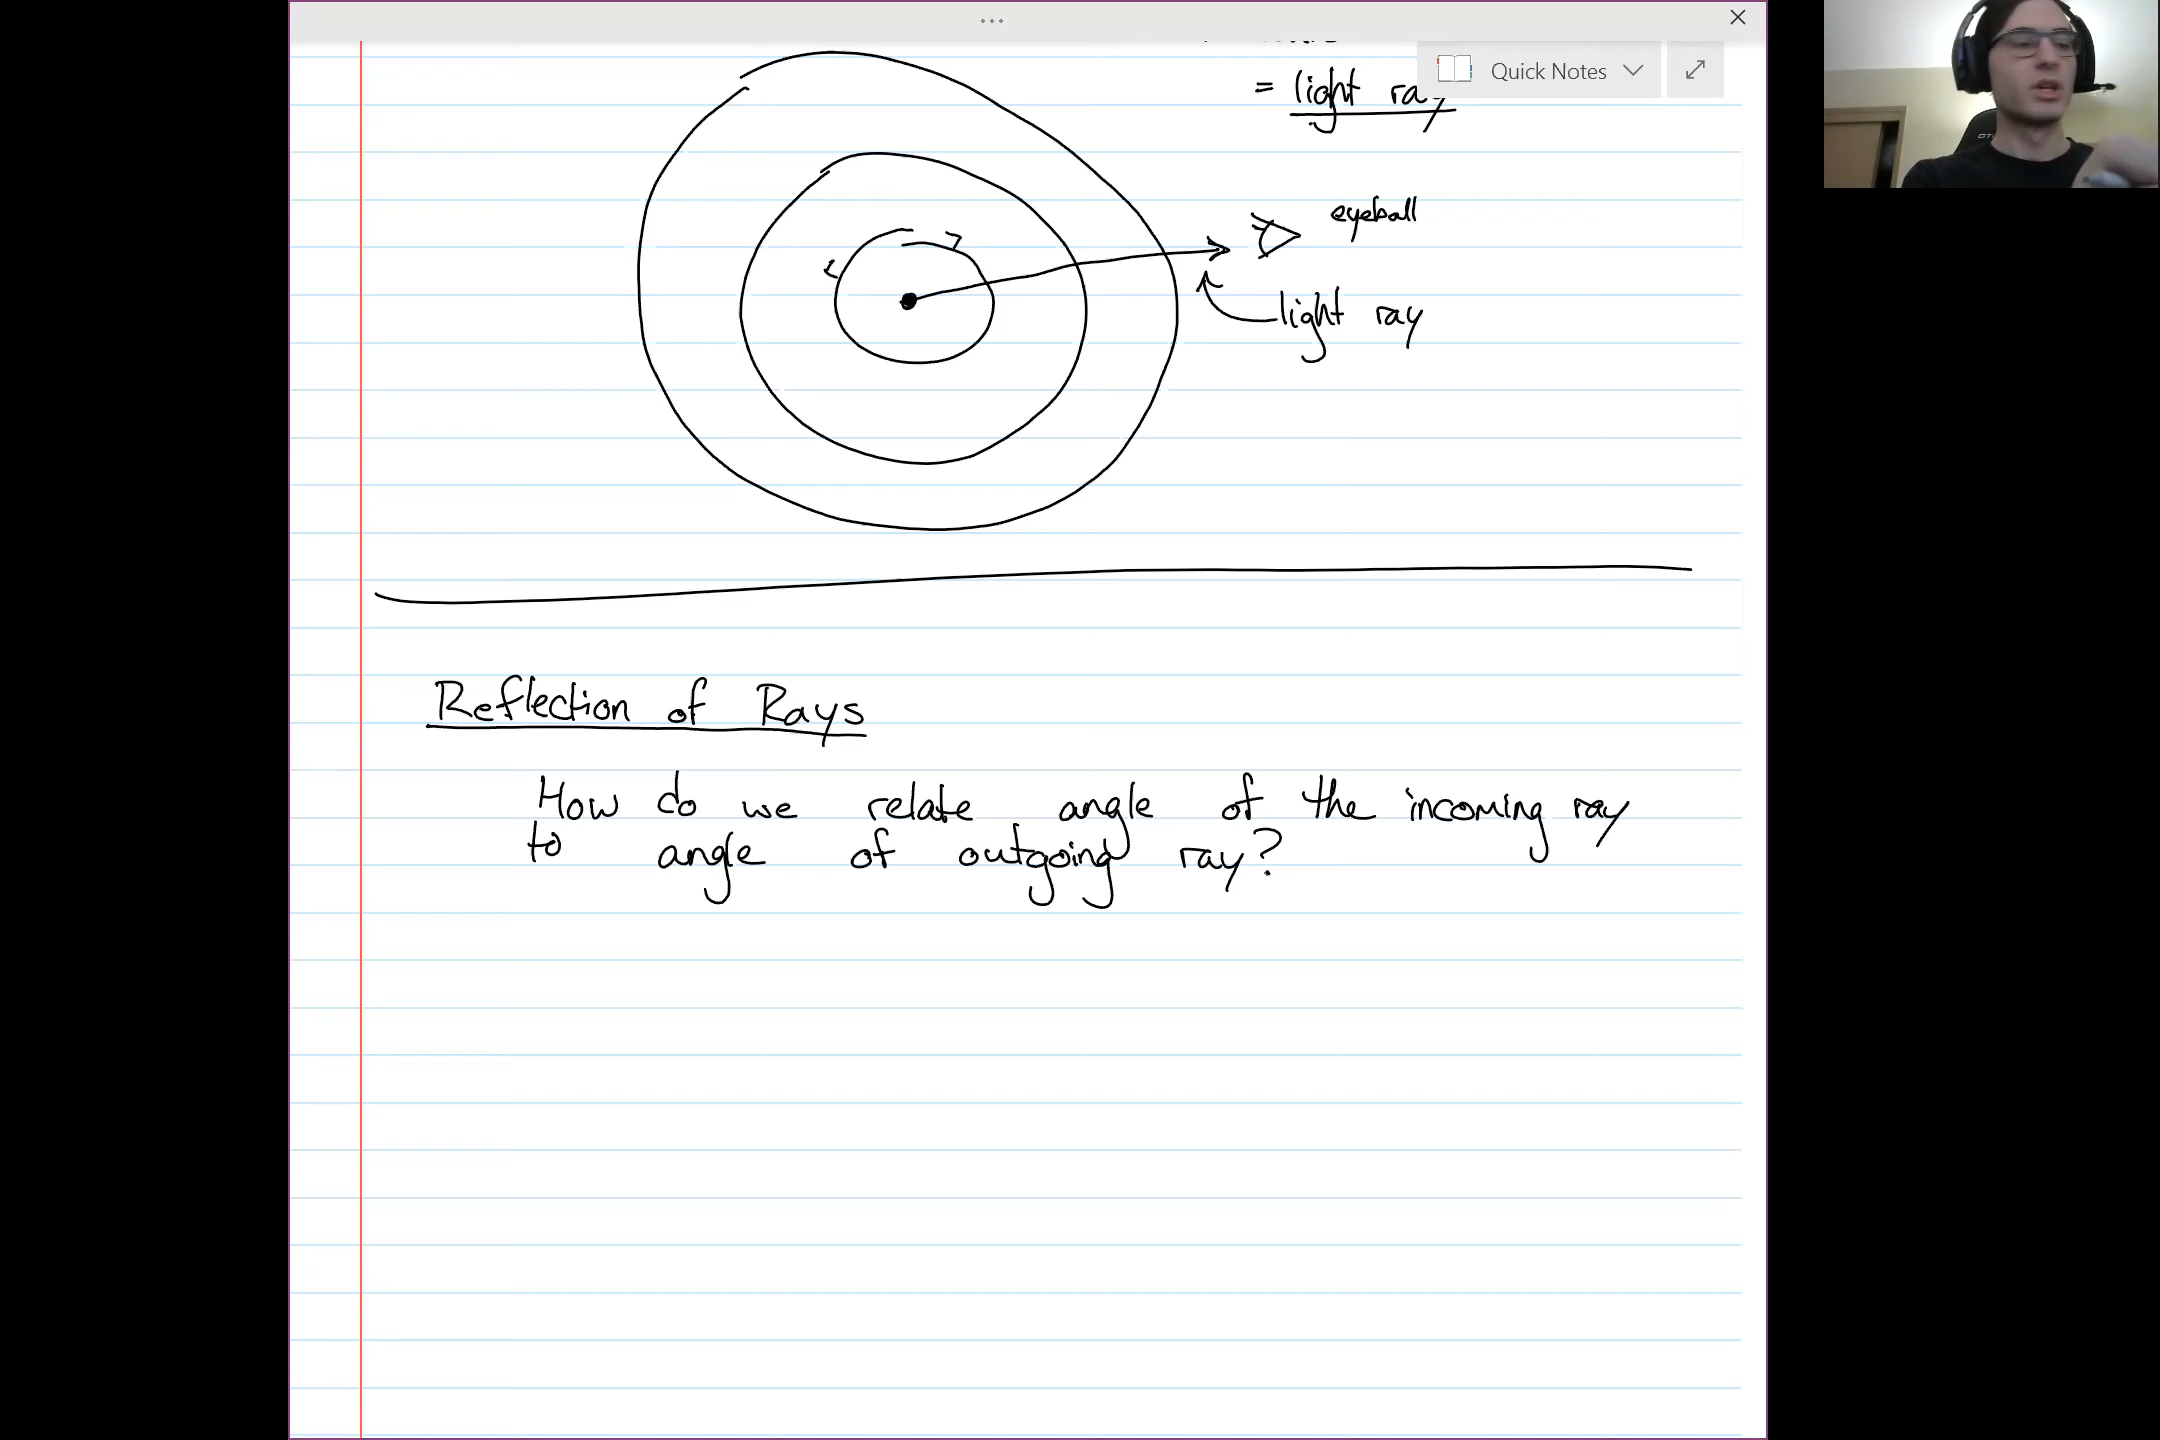 Quick Notes
= light ray
eyeball
light ray
Reflection of Rays
How do we relate angle of the incoming ray
to angle of outgoing ray?